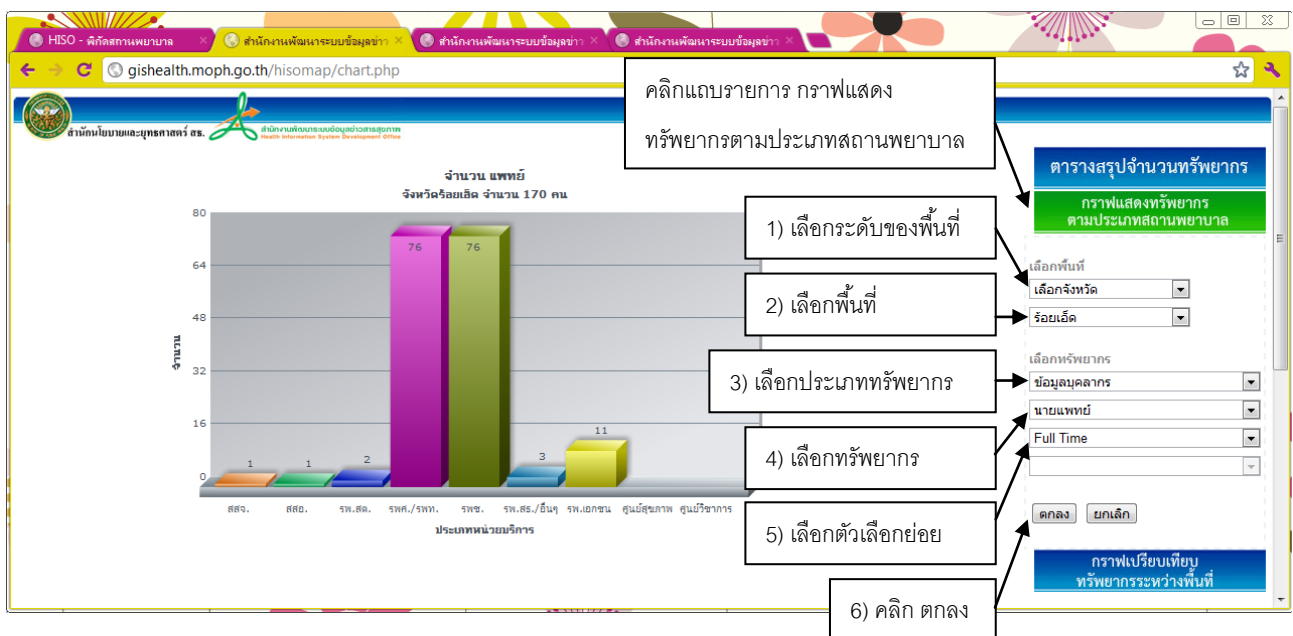 HISO - พิกัดสถานพยาบาล
สำนักงานพัฒนาระบบข้อมูลข่า
สำนักงานพัฒนาระบบข้อมูลข่า
สำนักงานพัฒนาระบบข้อมูลข่า
gishealth.moph.go.th/hisomap/chart.php
คลิกแถบรายการ กราฟแสดง
ทรัพยากรตามประเภทสถานพยาบาล
สำนักนโยบายและยุทธศาสตร์ สธ.
สำนักงานพัฒนาระบบข้อมูลข่าวสารสุขภาพ
Health Information System Development Office
จำนวน แพทย์
จังหวัดร้อยเอ็ด จำนวน 170 คน
80
64
48
32
16
0
จำนวน
1
1
2
76
76
3
11
สสจ.
สสอ.
รพ.สต.
รพศ./รพท.
รพช.
รพ.สธ./อื่นๆ
รพ.เอกชน
ศูนย์สุขภาพ
ศูนย์วิชาการ
ประเภทหน่วยบริการ
1) เลือกระดับของพื้นที่
2) เลือกพื้นที่
3) เลือกประเภททรัพยากร
4) เลือกทรัพยากร
5) เลือกตัวเลือกย่อย
6) คลิก ตกลง
ตารางสรุปจำนวนทรัพยากร
กราฟแสดงทรัพยากร
ตามประเภทสถานพยาบาล
เลือกพื้นที่
เลือกจังหวัด
ร้อยเอ็ด
เลือกทรัพยากร
ข้อมูลบุคลากร
นายแพทย์
Full Time
ตกลง
ยกเลิก
กราฟเปรียบเทียบ
ทรัพยากรระหว่างพื้นที่